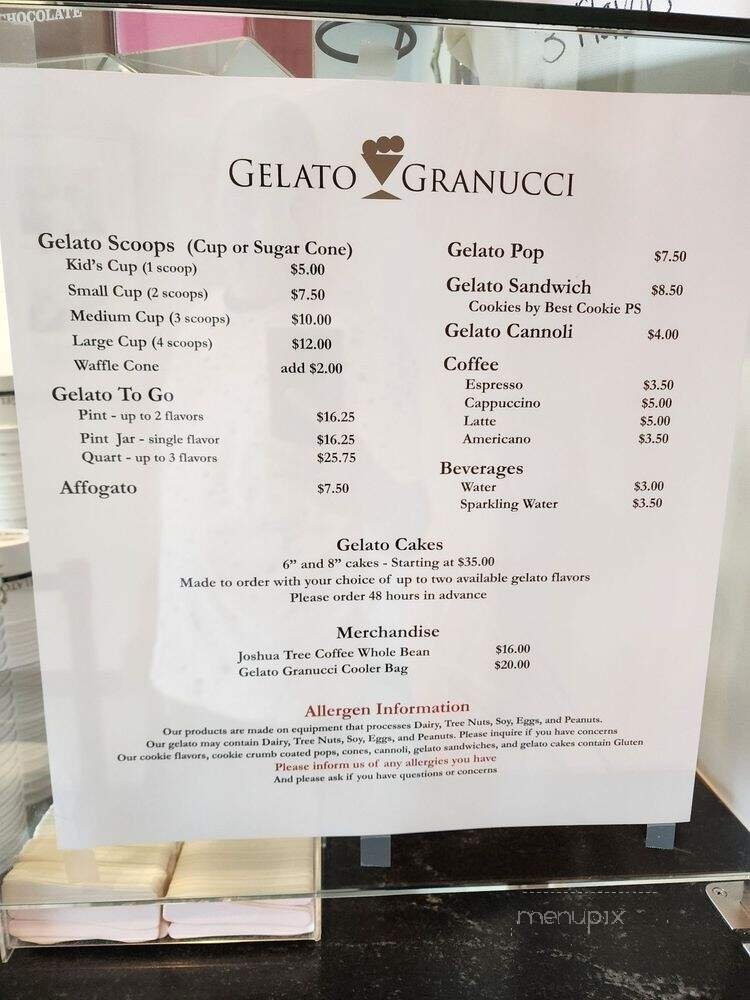 CHOCOLATE
GELATO GRANUCCI
Gelato Scoops (Cup or Sugar Cone)
Kid's Cup (1 scoop) $5.00
Small Cup (2 scoops) $7.50
Medium Cup (3 scoops) $10.00
Large Cup (4 scoops) $12.00
Waffle Cone add $2.00
Gelato To Go
Pint - up to 2 flavors $16.25
Pint Jar - single flavor $16.25
Quart - up to 3 flavors $25.75
Affogato $7.50
Gelato Pop $7.50
Gelato Sandwich $8.50
Cookies by Best Cookie PS
Gelato Cannoli $4.00
Coffee
Espresso $3.50
Cappuccino $5.00
Latte $5.00
Americano $3.50
Beverages
Water $3.00
Sparkling Water $3.50
Gelato Cakes
6” and 8” cakes - Starting at $35.00
Made to order with your choice of up to two available gelato flavors
Please order 48 hours in advance
Merchandise
Joshua Tree Coffee Whole Bean $16.00
Gelato Granucci Cooler Bag $20.00
Allergen Information
Our products are made on equipment that processes Dairy, Tree Nuts, Soy, Eggs, and Peanuts.
Our gelato may contain Dairy, Tree Nuts, Soy, Eggs, and Peanuts. Please inquire if you have concerns
Our cookie flavors, cookie crumb coated pops, cones, cannoli, gelato sandwiches, and gelato cakes contain Gluten
Please inform us of any allergies you have
And please ask if you have questions or concerns
menupix